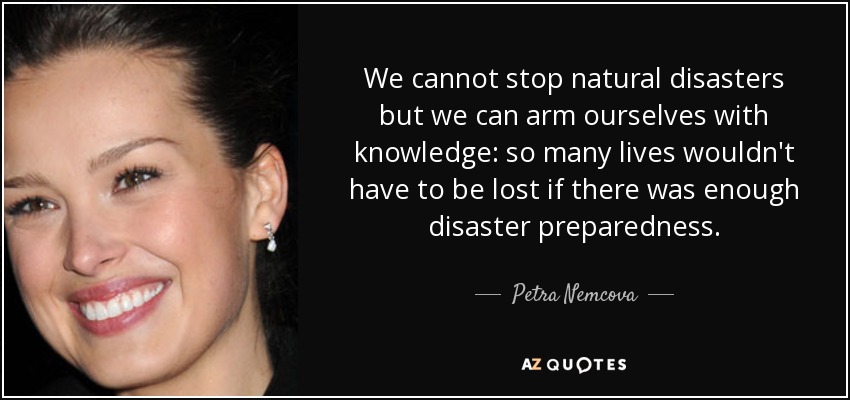 We cannot stop natural disasters
but we can arm ourselves with
knowledge: so many lives wouldn't
have to be lost if there was enough
disaster preparedness.
Petra Nemcova
AZ QUOTES